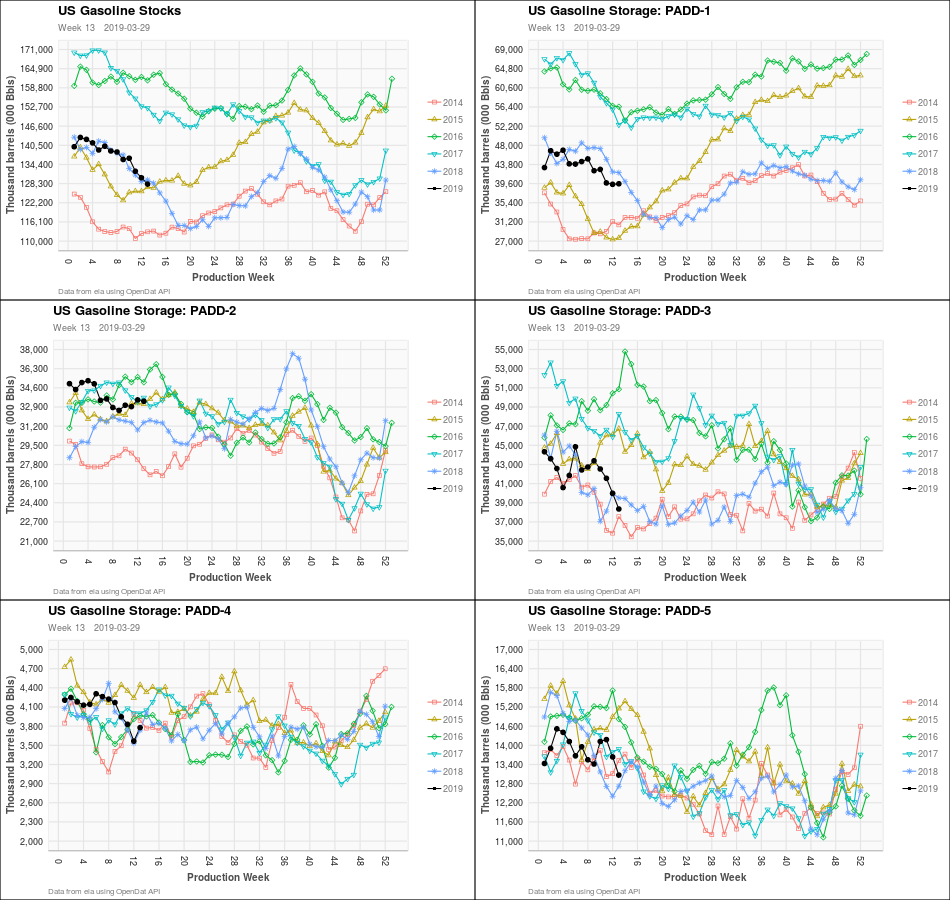 US Gasoline Stocks
Week 13 2019-03-29
Thousand barrels (000 Bbls)
171,000
164,900
158,800
152,700
146,600
140,500
134,400
128,300
122,200
116,100
110,000
0 4 8 12 16 20 24 28 32 36 40 44 48 52
Production Week
Data from eia using OpenDat API
2014
2015
2016
2017
2018
2019
US Gasoline Storage: PADD-1
Week 13 2019-03-29
Thousand barrels (000 Bbls)
69,000
64,800
60,600
56,400
52,200
48,000
43,800
39,600
35,400
31,200
27,000
0 4 8 12 16 20 24 28 32 36 40 44 48 52
Production Week
Data from eia using OpenDat API
2014
2015
2016
2017
2018
2019
US Gasoline Storage: PADD-2
Week 13 2019-03-29
Thousand barrels (000 Bbls)
38,000
36,300
34,600
32,900
31,200
29,500
27,800
26,100
24,400
22,700
21,000
0 4 8 12 16 20 24 28 32 36 40 44 48 52
Production Week
Data from eia using OpenDat API
2014
2015
2016
2017
2018
2019
US Gasoline Storage: PADD-3
Week 13 2019-03-29
Thousand barrels (000 Bbls)
55,000
53,000
51,000
49,000
47,000
45,000
43,000
41,000
39,000
37,000
35,000
0 4 8 12 16 20 24 28 32 36 40 44 48 52
Production Week
Data from eia using OpenDat API
2014
2015
2016
2017
2018
2019
US Gasoline Storage: PADD-4
Week 13 2019-03-29
Thousand barrels (000 Bbls)
5,000
4,700
4,400
4,100
3,800
3,500
3,200
2,900
2,600
2,300
2,000
0 4 8 12 16 20 24 28 32 36 40 44 48 52
Production Week
Data from eia using OpenDat API
2014
2015
2016
2017
2018
2019
US Gasoline Storage: PADD-5
Week 13 2019-03-29
Thousand barrels (000 Bbls)
17,000
16,400
15,800
15,200
14,600
14,000
13,400
12,800
12,200
11,600
11,000
0 4 8 12 16 20 24 28 32 36 40 44 48 52
Production Week
Data from eia using OpenDat API
2014
2015
2016
2017
2018
2019